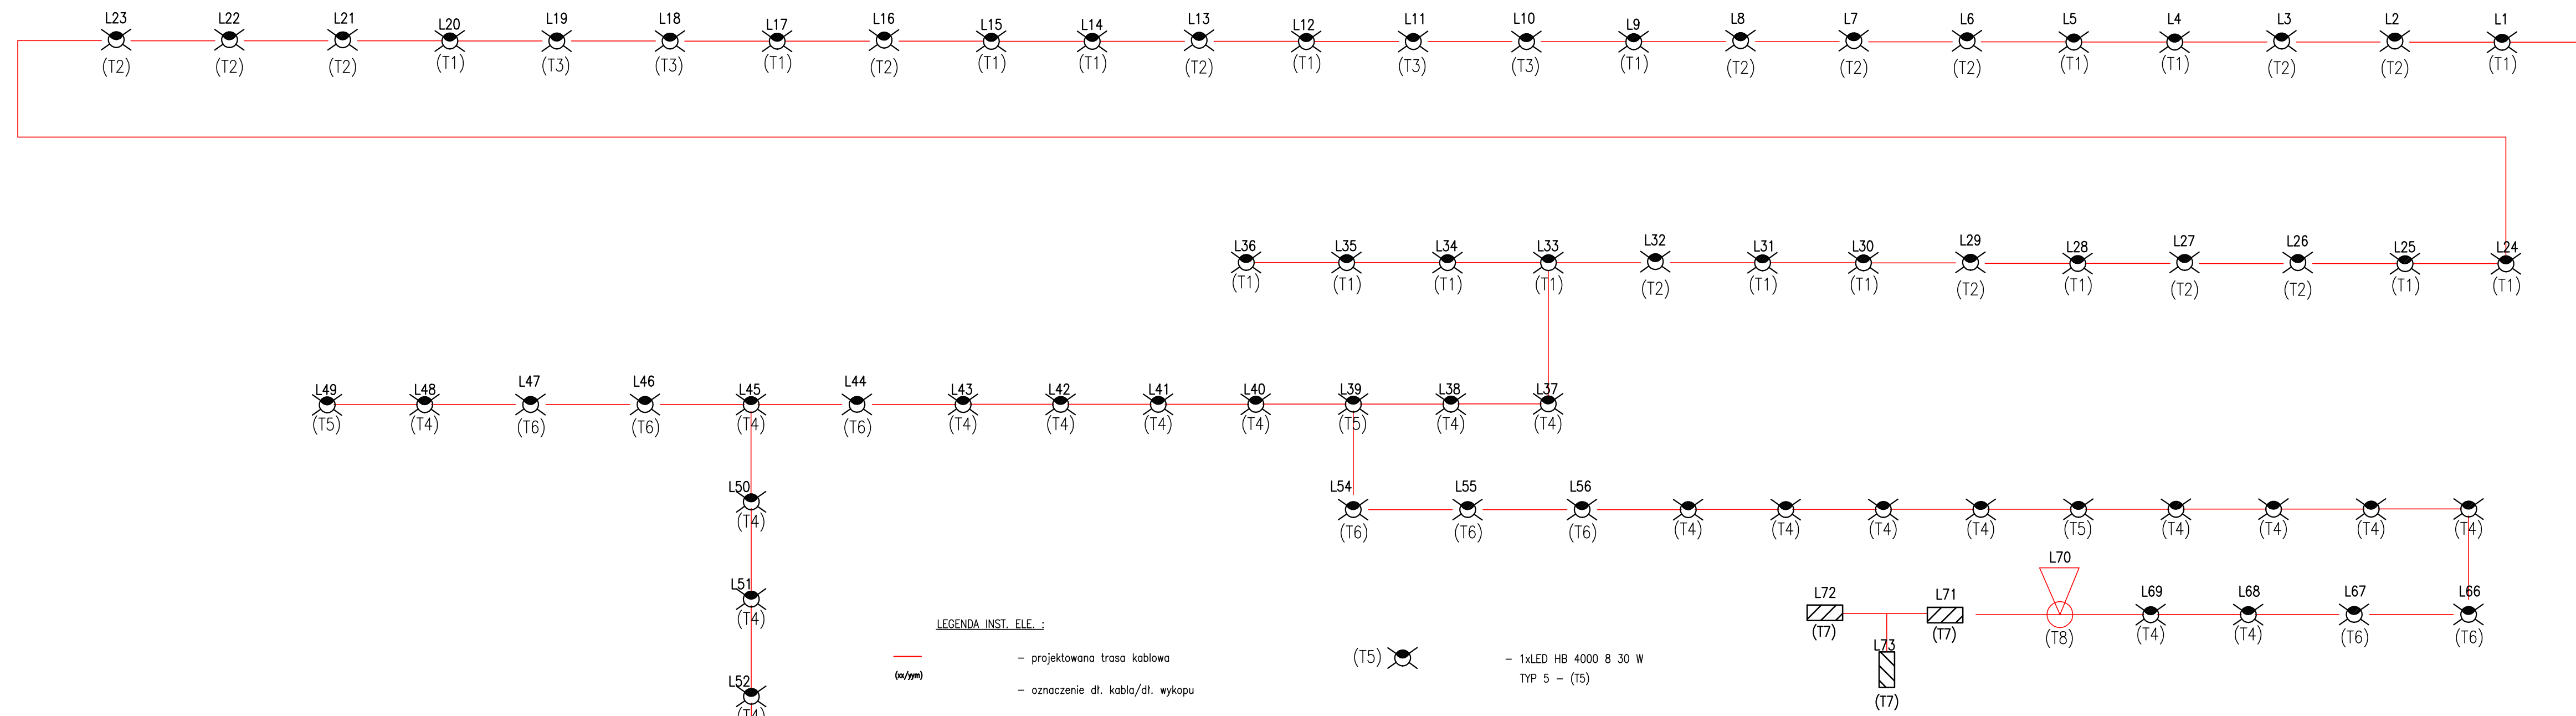 L23 L22 L21 L20 L19 L18 L17 L16 L15 L14 L13 L12 L11 L10 L9 L8 L7 L6 L5 L4 L3 L2 L1
(T2) (T2) (T2) (T1) (T3) (T3) (T1) (T2) (T1) (T1) (T2) (T1) (T3) (T3) (T1) (T2) (T2) (T2) (T1) (T1) (T2) (T2) (T1)
L36 L35 L34 L33 L32 L31 L30 L29 L28 L27 L26 L25 L24
(T1) (T1) (T1) (T1) (T2) (T1) (T1) (T2) (T1) (T2) (T2) (T1) (T1)
L49 L48 L47 L46 L45 L44 L43 L42 L41 L40 L39 L38 L37
(T5) (T4) (T6) (T6) (T4) (T6) (T4) (T4) (T4) (T4) (T5) (T4) (T4)
L50 L54 L55 L56
(T4) (T6) (T6) (T6) (T4) (T4) (T4) (T4) (T5) (T4) (T4) (T4) (T4)
L51 L72 L71 L70 L69 L68 L67 L66
(T4) (T7) (T7) (T8) (T4) (T4) (T6) (T6)
LEGENDA INST. ELE. :
L73
(T7)
– projektowana trasa kablowa
(xx/yym)
– oznaczenie dł. kabla/dł. wykopu
(T5) – 1xLED HB 4000 8 30 W
TYP 5 – (T5)
L52
(T4)